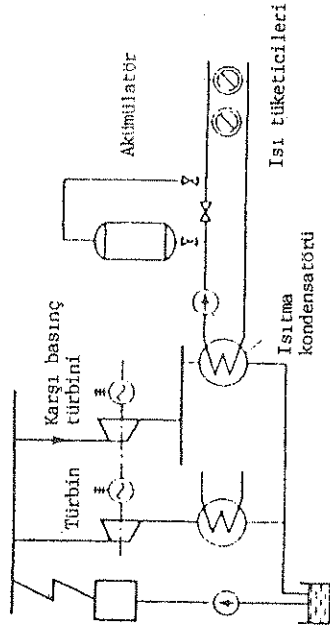 Akümülatör
Karşı basınç
türbini
Türbin
Isı tüketicileri
Isıtma
kondensatörü